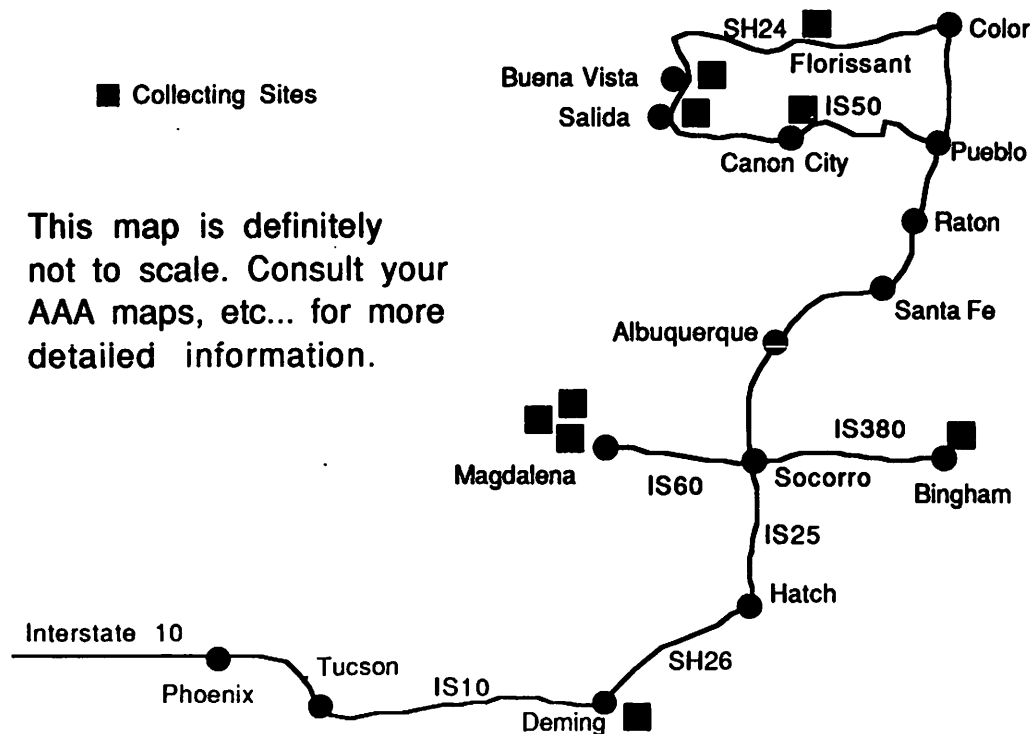 SH24
Color
Florissant
Buena Vista
Collecting Sites
IS50
Salida
Canon City
Pueblo
This map is definitely
not to scale. Consult your
AAA maps, etc... for more
detailed information.
Raton
Santa Fe
Albuquerque
IS380
Magdalena
IS60
Socorro
Bingham
IS25
Hatch
Interstate 10
Tucson
SH26
Phoenix
IS10
Deming